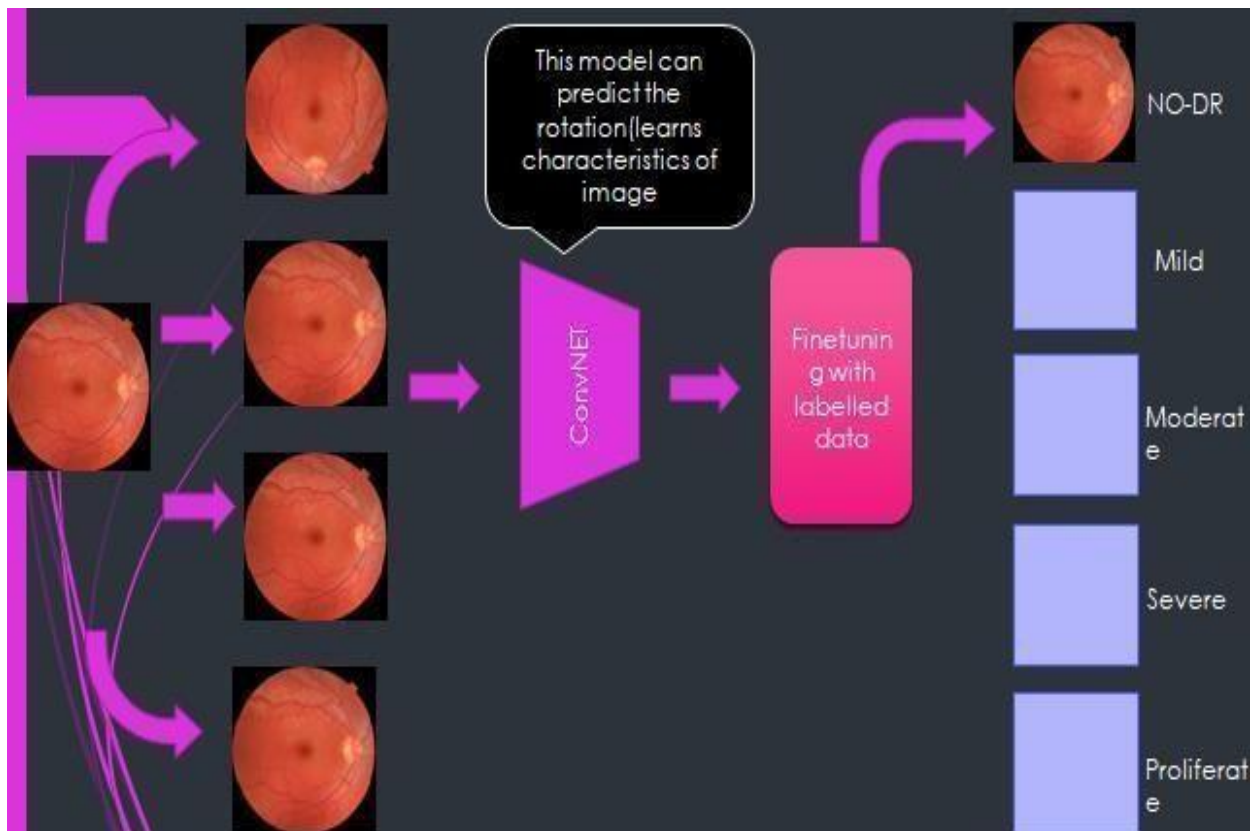 This model can
predict the
rotation(learns
characteristics of
image
ConvNET
Finetunin
g with
labelled
data
NO-DR
Mild
Moderat
e
Severe
Proliferat
e